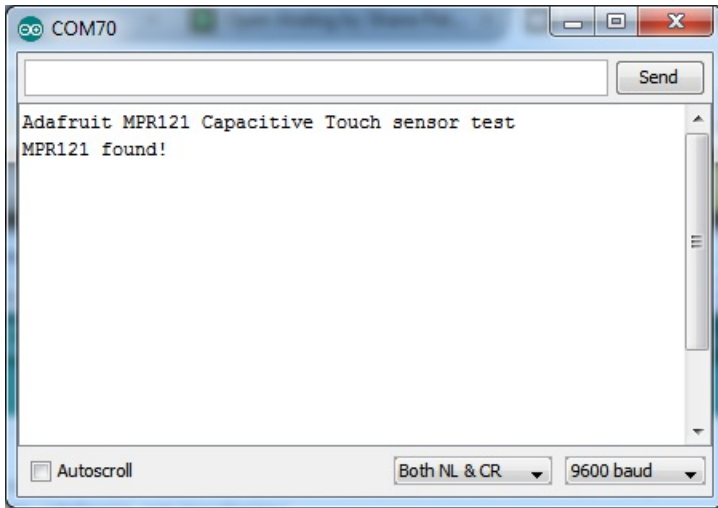 COM70
Send
Adafruit MPR121 Capacitive Touch sensor test
MPR121 found!
Autoscroll
Both NL & CR
9600 baud